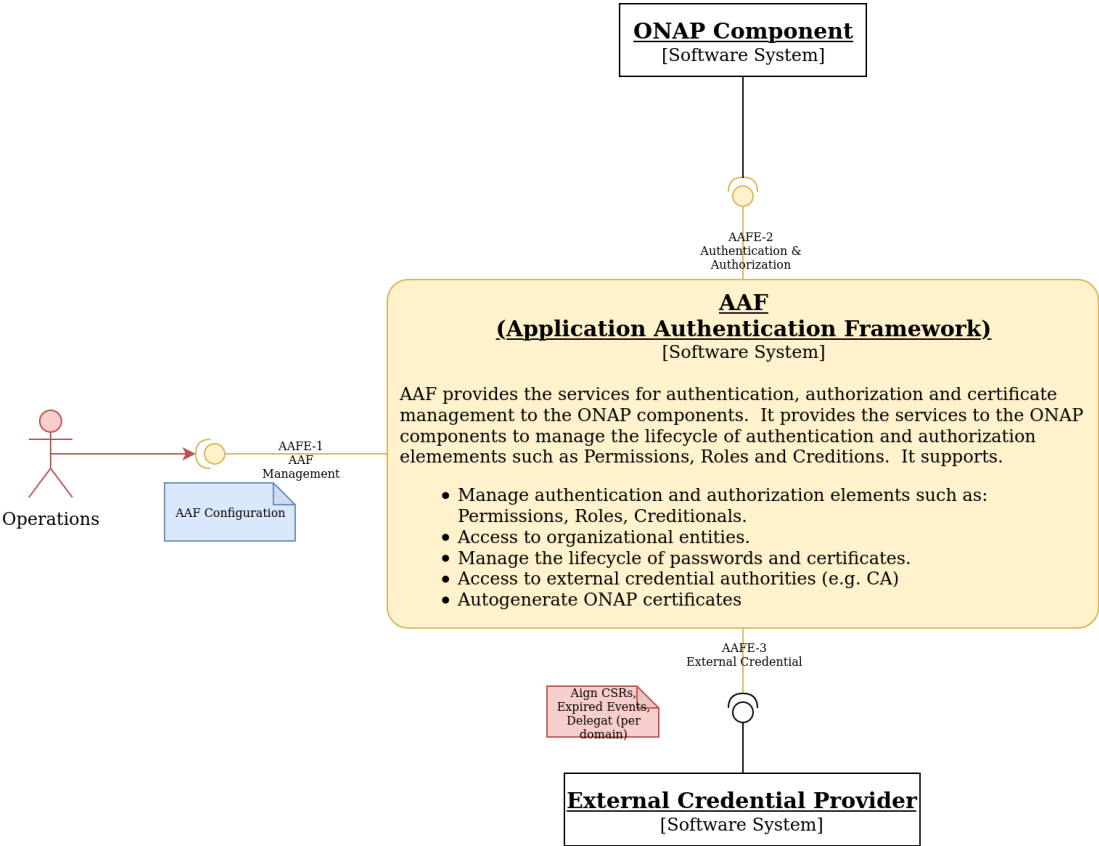 ONAP Component
[Software System]
AAFE-2
Authentication &
Authorization
AAF
(Application Authentication Framework)
[Software System]
AAF provides the services for authentication, authorization and certificate
management to the ONAP components.  It provides the services to the ONAP
components to manage the lifecycle of authentication and authorization
elemements such as Permissions, Roles and Creditions.  It supports.
• Manage authentication and authorization elements such as:
Permissions, Roles, Creditionals.
• Access to organizational entities.
• Manage the lifecycle of passwords and certificates.
• Access to external credential authorities (e.g. CA)
• Autogenerate ONAP certificates
AAFE-1
AAF
Management
AAF Configuration
Operations
AAFE-3
External Credential
Aign CSRs,
Expired Events,
Delegat (per
domain)
External Credential Provider
[Software System]